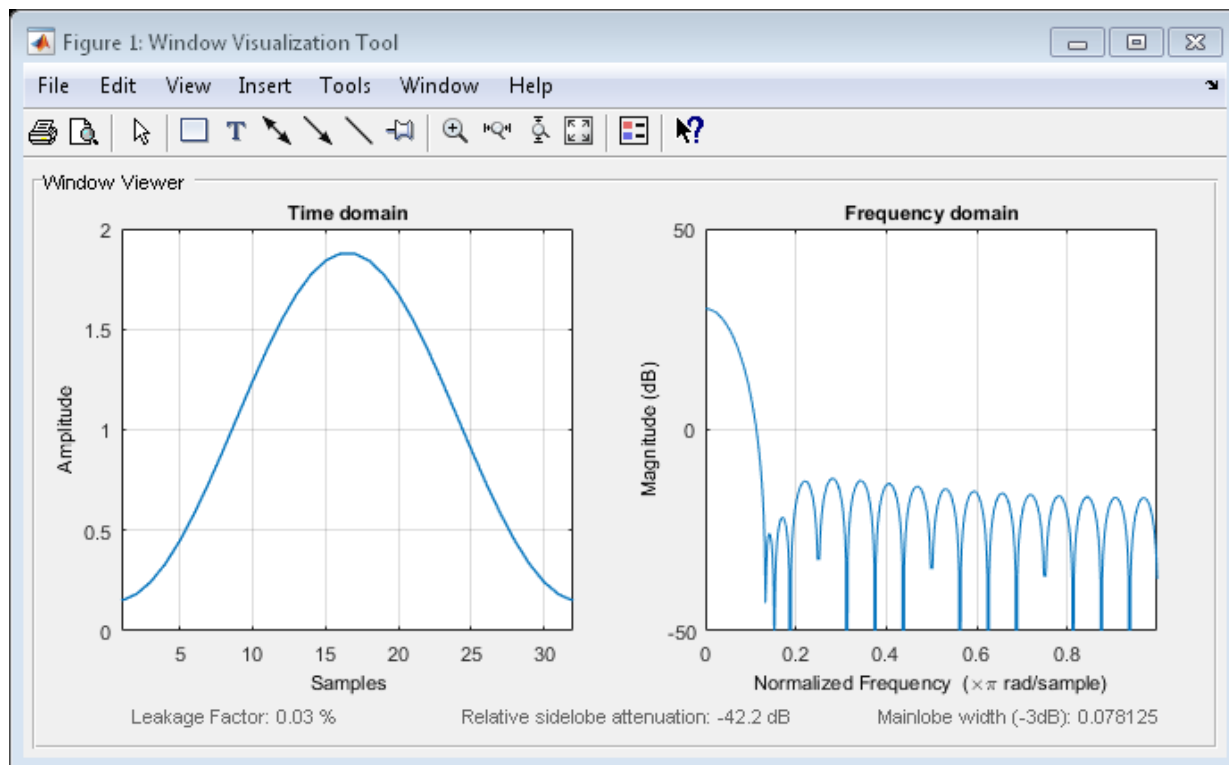 Figure 1: Window Visualization Tool
File Edit View Insert Tools Window Help
T
Window Viewer
Time domain
2
1.5
1
0.5
0
5 10 15 20 25 30
Amplitude
Samples
Frequency domain
50
0
-50
0 0.2 0.4 0.6 0.8
Magnitude (dB)
Normalized Frequency (×π rad/sample)
Leakage Factor: 0.03 % Relative sidelobe attenuation: -42.2 dB Mainlobe width (-3dB): 0.078125